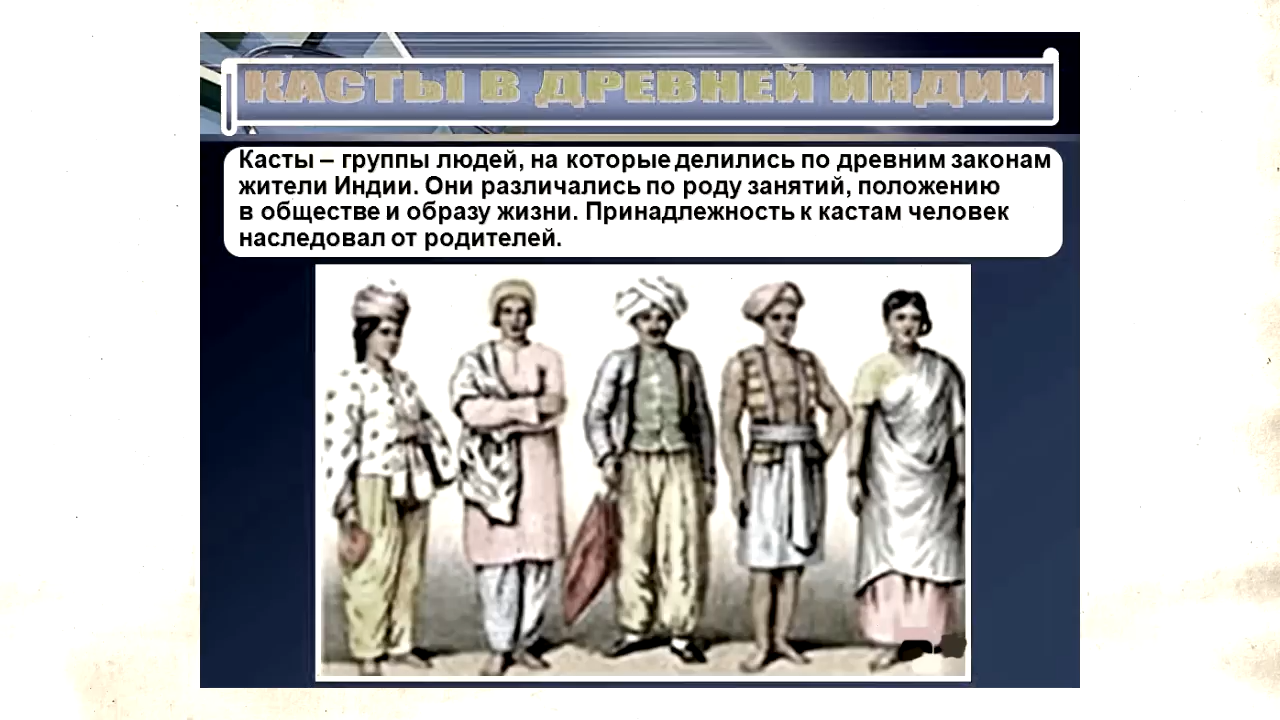 КАСТЫ В ДРЕВНЕЙ ИНДИИ
Касты – группы людей, на которые делились по древним законам
жители Индии. Они различались по роду занятий, положению
в обществе и образу жизни. Принадлежность к кастам человек
наследовал от родителей.